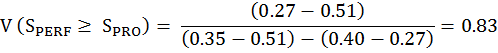 V (S_PERF ≥ S_PRO) = (0.27 − 0.51) / ((0.35 − 0.51) − (0.40 − 0.27)) = 0.83